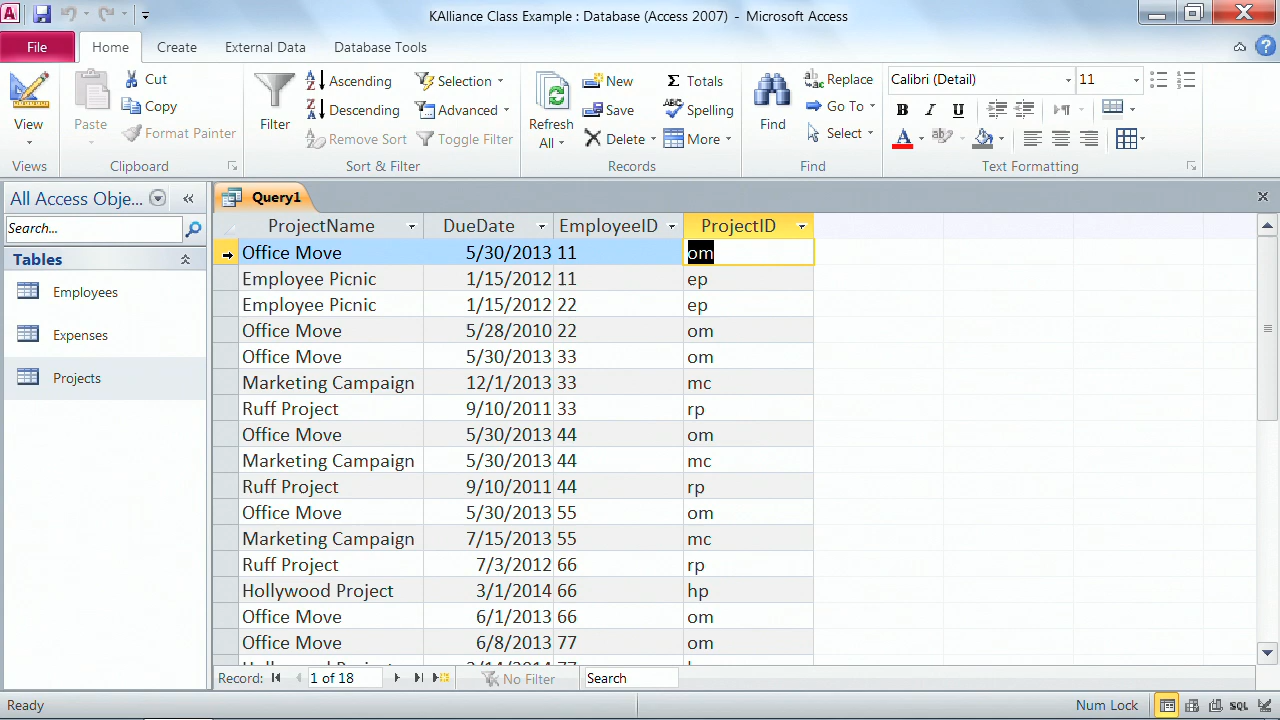 KAlliance Class Example : Database (Access 2007) - Microsoft Access
File Home Create External Data Database Tools
View
Views
Paste
Cut
Copy
Format Painter
Clipboard
Filter
Ascending
Descending
Remove Sort
Selection
Advanced
Toggle Filter
Sort & Filter
Refresh
All
New
Save
Delete
Totals
Spelling
More
Records
Find
Replace
Go To
Select
Find
Calibri (Detail) 11
B I U
A
Text Formatting
All Access Obje...
Search...
Tables
Employees
Expenses
Projects
Query1
ProjectName DueDate EmployeeID ProjectID
Office Move 5/30/2013 11 om
Employee Picnic 1/15/2012 11 ep
Employee Picnic 1/15/2012 22 ep
Office Move 5/28/2010 22 om
Office Move 5/30/2013 33 om
Marketing Campaign 12/1/2013 33 mc
Ruff Project 9/10/2011 33 rp
Office Move 5/30/2013 44 om
Marketing Campaign 5/30/2013 44 mc
Ruff Project 9/10/2011 44 rp
Office Move 5/30/2013 55 om
Marketing Campaign 7/15/2013 55 mc
Ruff Project 7/3/2012 66 rp
Hollywood Project 3/1/2014 66 hp
Office Move 6/1/2013 66 om
Office Move 6/8/2013 77 om
Record: 1 of 18 No Filter Search
Ready Num Lock SQL